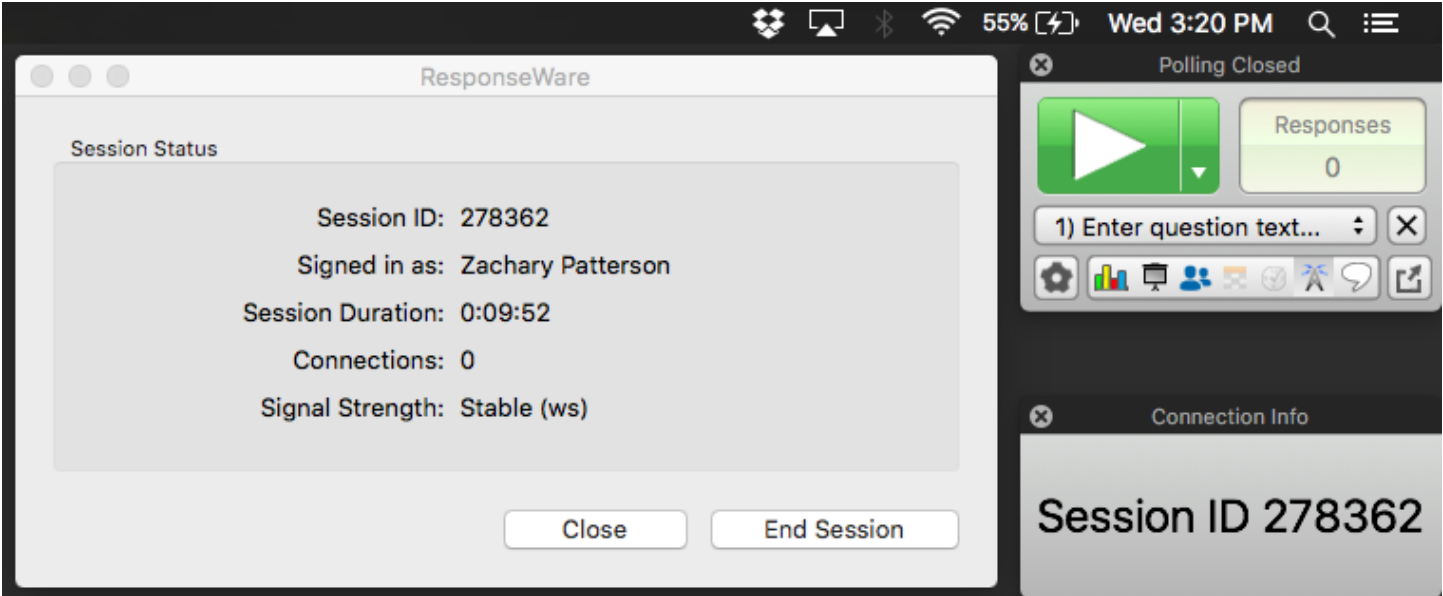 55% Wed 3:20 PM
ResponseWare
Session Status
Session ID: 278362
Signed in as: Zachary Patterson
Session Duration: 0:09:52
Connections: 0
Signal Strength: Stable (ws)
Close End Session
Polling Closed
Responses
0
1) Enter question text...
Connection Info
Session ID 278362